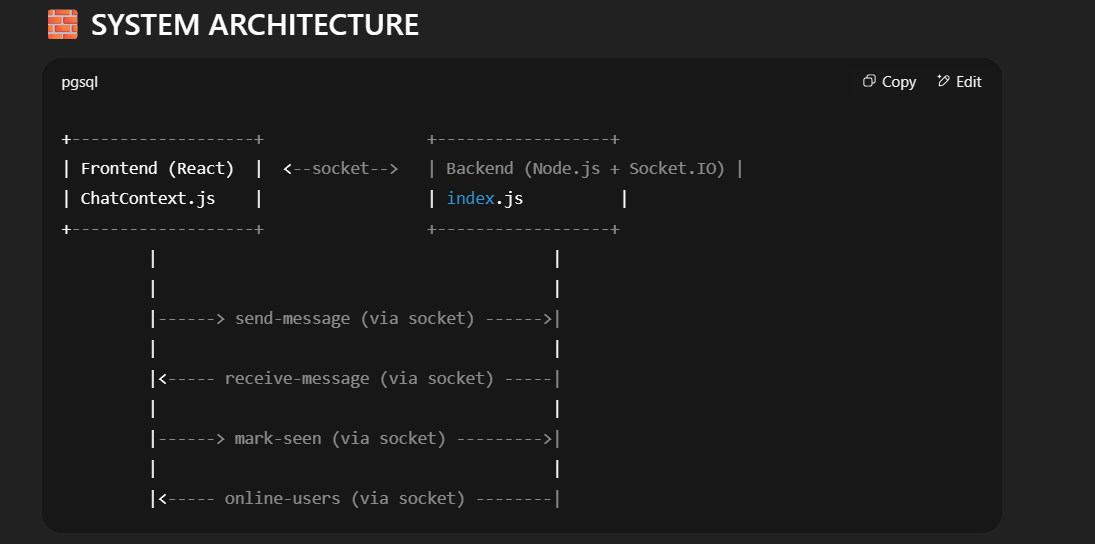 🧱 SYSTEM ARCHITECTURE
pgsql Copy Edit
+-------------------+                 +------------------+
| Frontend (React)  |  <--socket-->   | Backend (Node.js + Socket.IO) |
| ChatContext.js    |                 | index.js          |
+-------------------+                 +------------------+
         |                                         |
         |                                         |
         |------> send-message (via socket) ------>|
         |                                         |
         |<----- receive-message (via socket) -----|
         |                                         |
         |------> mark-seen (via socket) --------->|
         |                                         |
         |<----- online-users (via socket) --------|